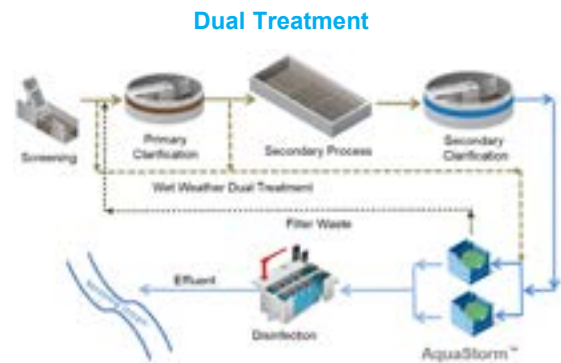 Dual Treatment
Screening
Primary
Clarification
Secondary Process
Secondary
Clarification
Wet Weather Dual Treatment
Filter Waste
Effluent
Disinfection
AquaStorm™